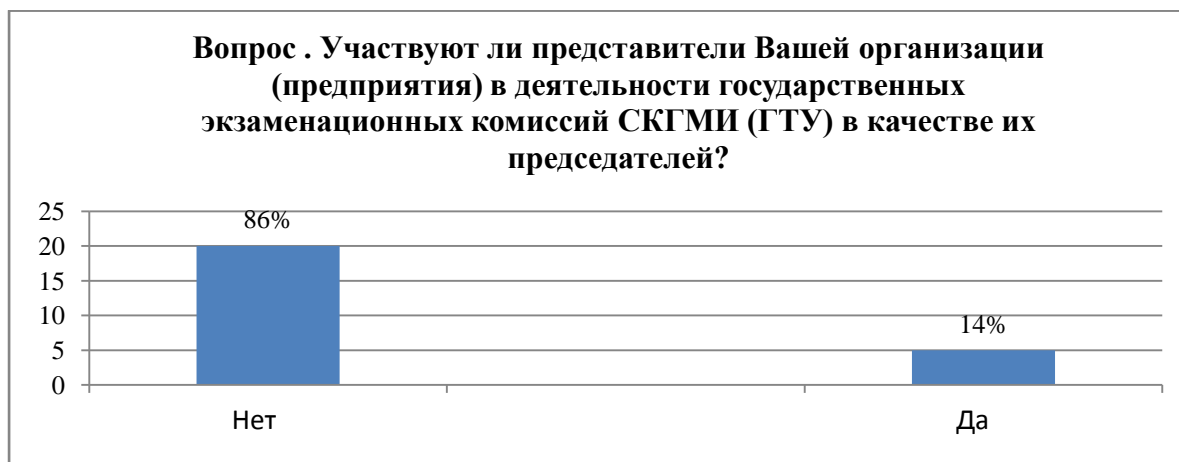 Вопрос . Участвуют ли представители Вашей организации
(предприятия) в деятельности государственных
экзаменационных комиссий СКГМИ (ГТУ) в качестве их
председателей?
25
86%
20
15
14%
10
5
0
Нет
Да